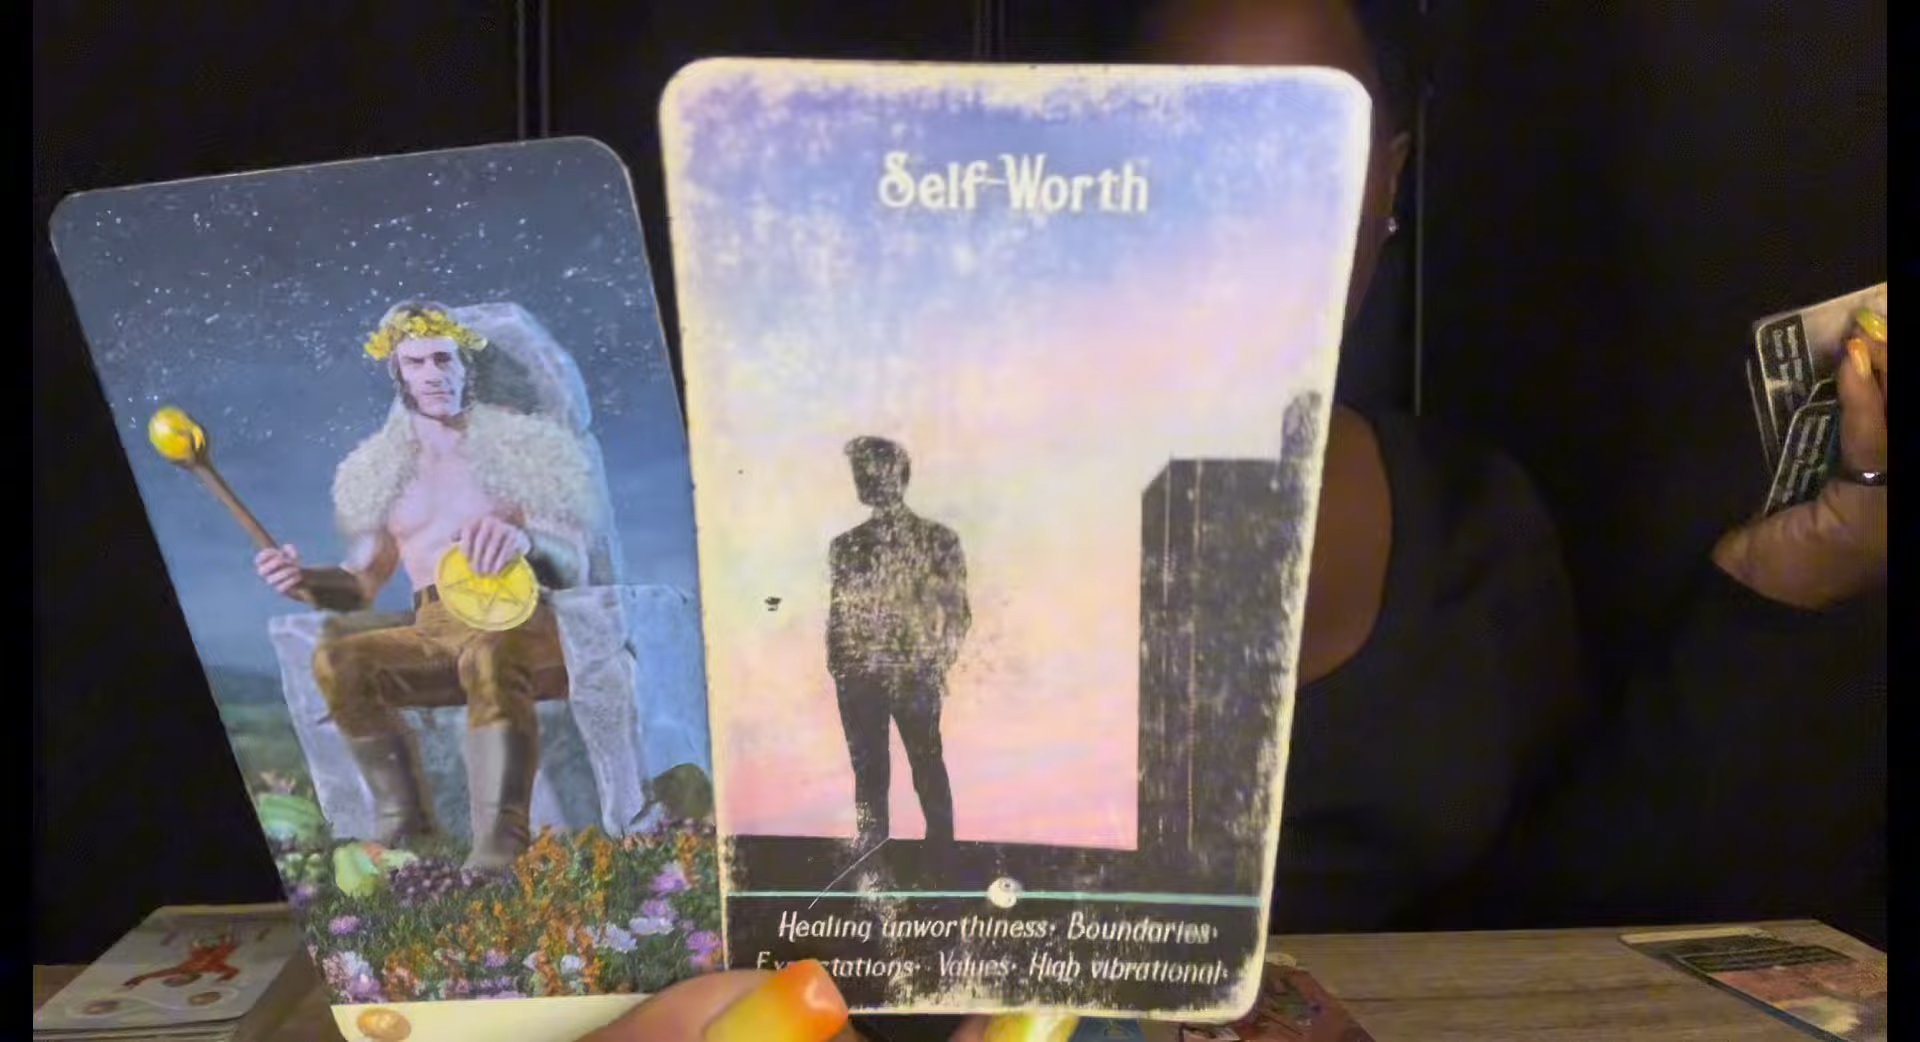 Self-Worth
Healing unworthiness· Boundaries·
Values· High vibrational·